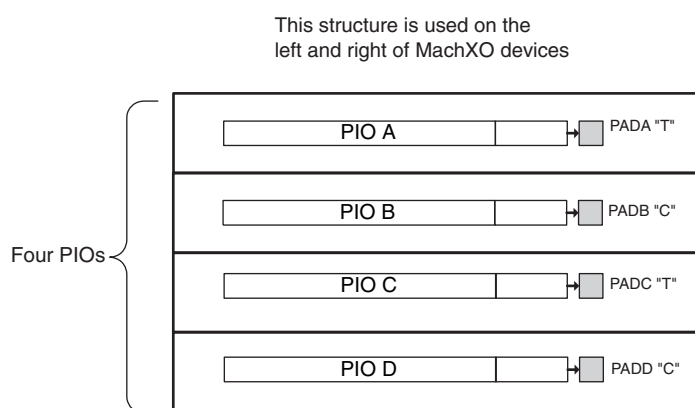 This structure is used on the
left and right of MachXO devices
PIO A
PADA "T"
PIO B
PADB "C"
Four PIOs
PIO C
PADC "T"
PIO D
PADD "C"